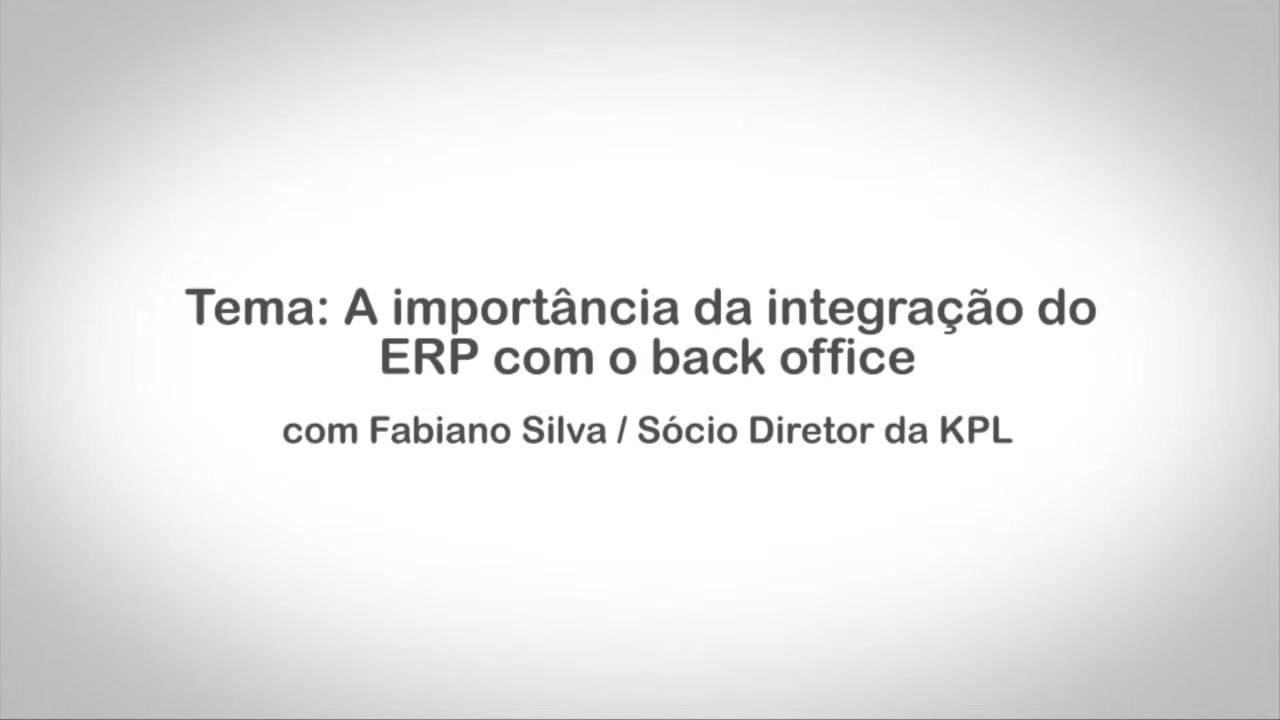 Tema: A importância da integração do
ERP com o back office
com Fabiano Silva / Sócio Diretor da KPL